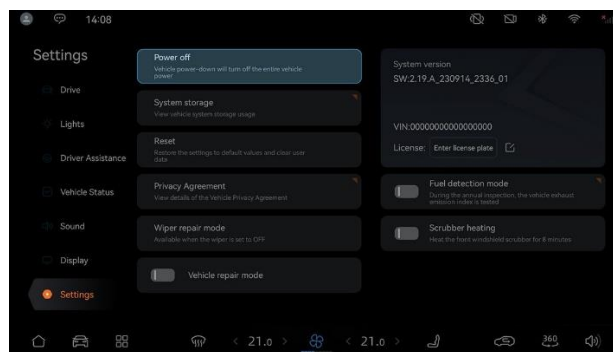 14:08
Settings
Drive
Lights
Driver Assistance
Vehicle Status
Sound
Display
Settings
Power off
Vehicle power-down will turn off the entire vehicle
power
System storage
View vehicle system storage usage
Reset
Restore the settings to default values and clear user
data
Privacy Agreement
View details of the Vehicle Privacy Agreement
Wiper repair mode
Available when the wiper is set to OFF
Vehicle repair mode
System version
SW:2.19.A_230914_2336_01
VIN:00000000000000000
License: Enter license plate
Fuel detection mode
During the annual inspection, the vehicle exhaust
emission index is tested
Scrubber heating
Heat the front windshield scrubber for 8 minutes
21.0
21.0
360